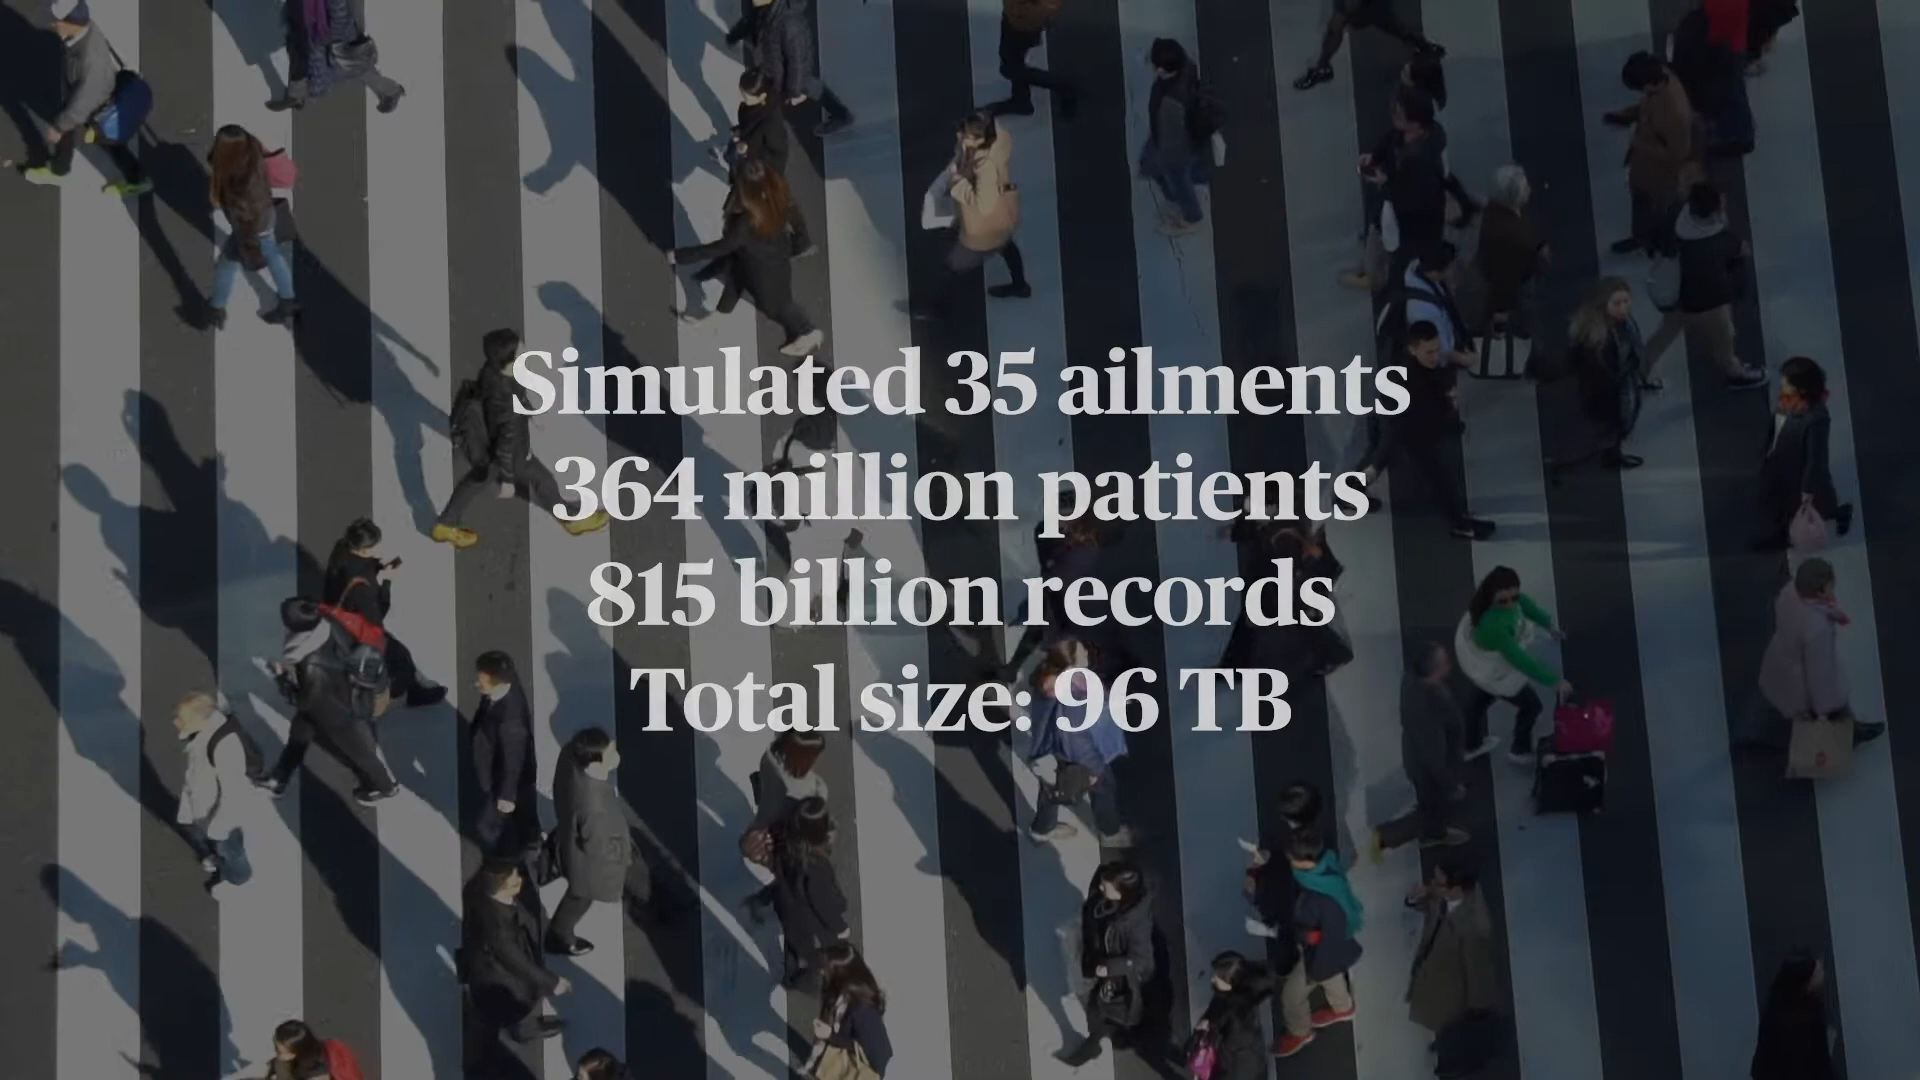 Simulated 35 ailments
364 million patients
815 billion records
Total size: 96 TB